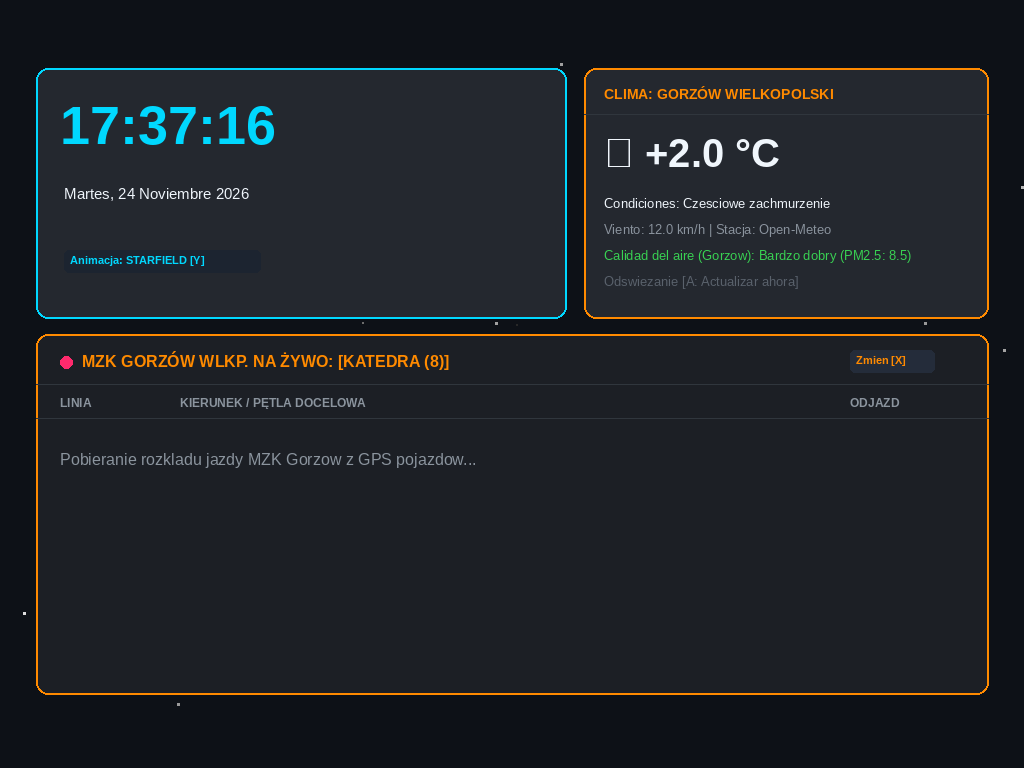 17:37:16
Martes, 24 Noviembre 2026
Animacja: STARFIELD [Y]
CLIMA: GORZÓW WIELKOPOLSKI
+2.0 °C
Condiciones: Czesciowe zachmurzenie
Viento: 12.0 km/h | Stacja: Open-Meteo
Calidad del aire (Gorzow): Bardzo dobry (PM2.5: 8.5)
Odswiezanie [A: Actualizar ahora]
MZK GORZÓW WLKP. NA ŻYWO: [KATEDRA (8)]
Zmien [X]
LINIA KIERUNEK / PĘTLA DOCELOWA ODJAZD
Pobieranie rozkladu jazdy MZK Gorzow z GPS pojazdow...